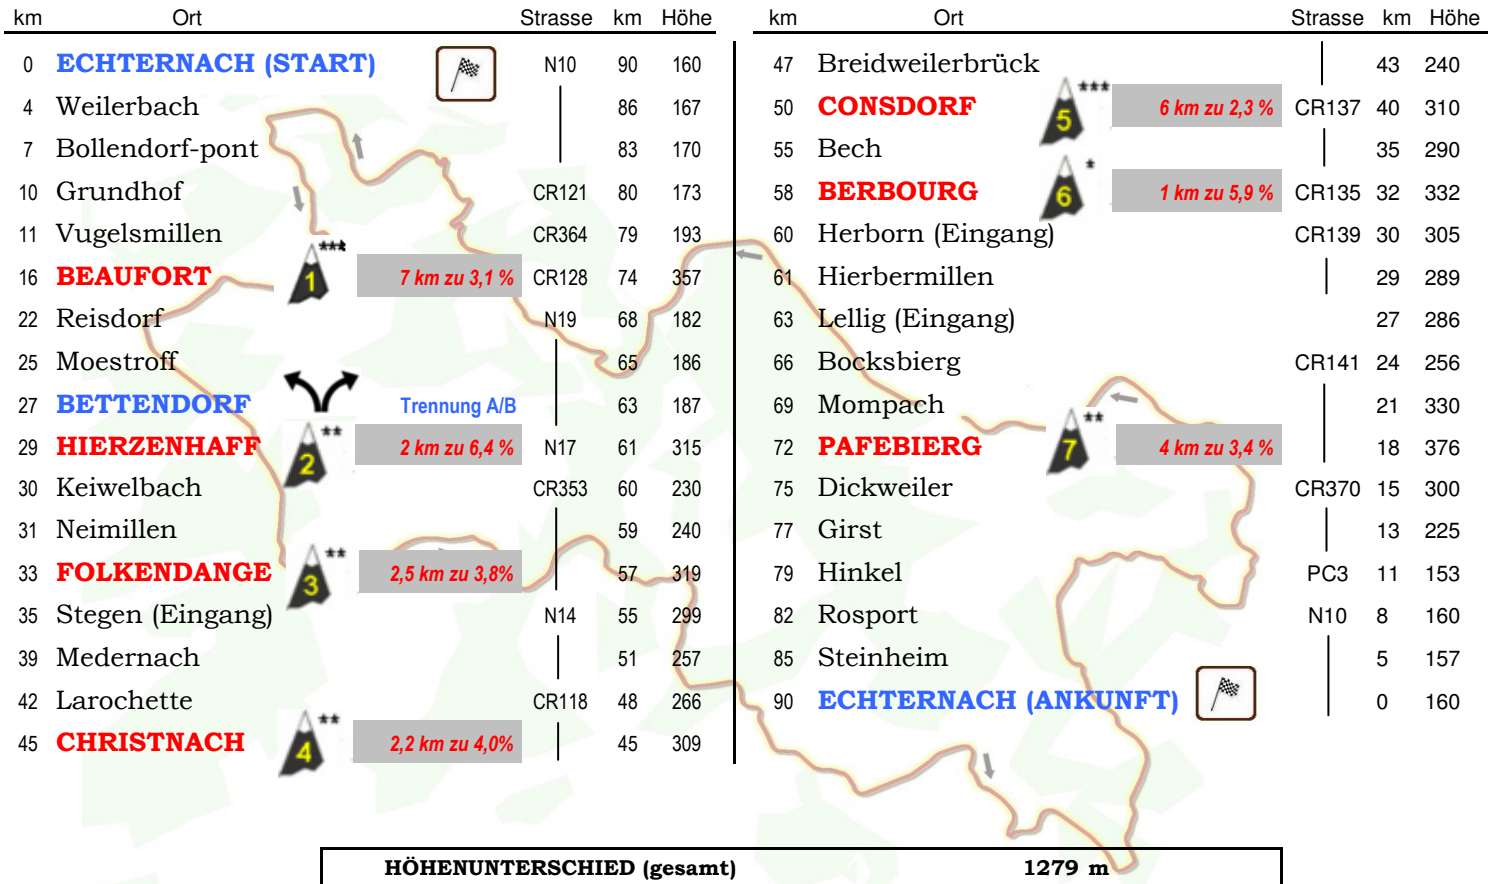 km Ort Strasse km Höhe
0 ECHTERNACH (START) N10 90 160
4 Weilerbach 86 167
7 Bollendorf-pont 83 170
10 Grundhof CR121 80 173
11 Vugelsmillen CR364 79 193
16 BEAUFORT 1 *** 7 km zu 3,1 % CR128 74 357
22 Reisdorf N19 68 182
25 Moestroff 65 186
27 BETTENDORF Trennung A/B 63 187
29 HIERZENHAFF 2 ** 2 km zu 6,4 % N17 61 315
30 Keiwelbach CR353 60 230
31 Neimillen 59 240
33 FOLKENDANGE 3 ** 2,5 km zu 3,8% 57 319
35 Stegen (Eingang) N14 55 299
39 Medernach 51 257
42 Larochette CR118 48 266
45 CHRISTNACH 4 ** 2,2 km zu 4,0% 45 309
km Ort Strasse km Höhe
47 Breidweilerbrück 43 240
50 CONSDORF 5 *** 6 km zu 2,3 % CR137 40 310
55 Bech 35 290
58 BERBOURG 6 * 1 km zu 5,9 % CR135 32 332
60 Herborn (Eingang) CR139 30 305
61 Hierbermillen 29 289
63 Lellig (Eingang) 27 286
66 Bocksbierg CR141 24 256
69 Mompach 21 330
72 PAFEBIERG 7 ** 4 km zu 3,4 % 18 376
75 Dickweiler CR370 15 300
77 Girst 13 225
79 Hinkel PC3 11 153
82 Rosport N10 8 160
85 Steinheim 5 157
90 ECHTERNACH (ANKUNFT) 0 160
HÖHENUNTERSCHIED (gesamt) 1279 m